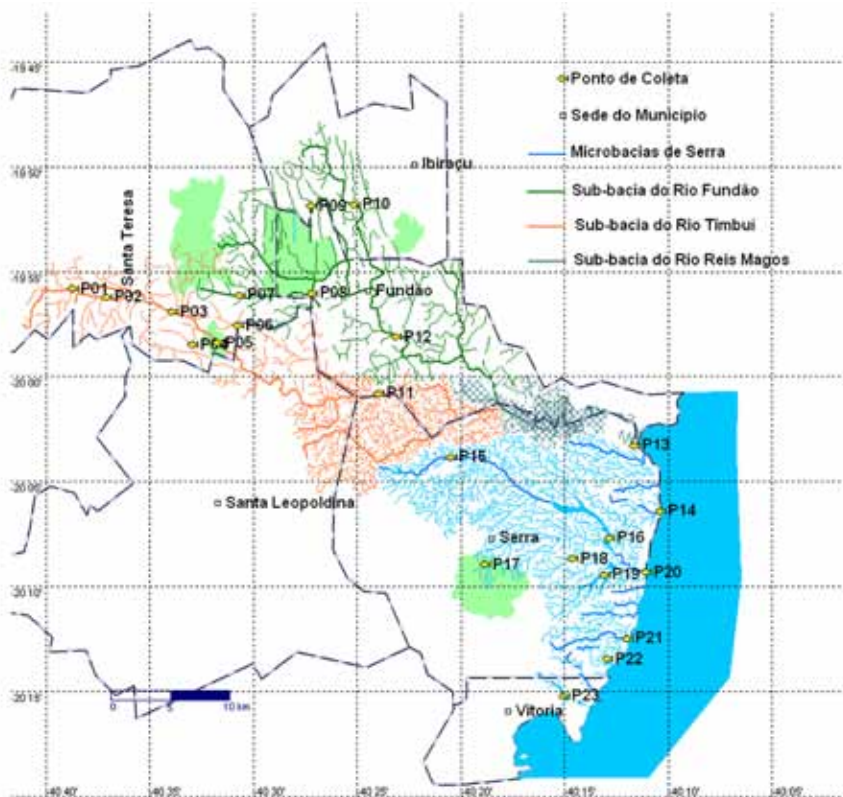 -19.45'
Ponto de Coleta
Sede do Municipio
Ibiraçu
-19.50'
Microbacias de Serra
Sub-bacia do Rio Fundão
P09
P10
Santa Teresa
Sub-bacia do Rio Timbui
Sub-bacia do Rio Reis Magos
-19.55'
P01
P02
P07
P08
Fundão
P03
P06
P12
P04
P05
-20.00'
P11
P13
P15
-20.05'
Santa Leopoldina
P14
Serra
P16
P17
P18
P19
P20
-20.10'
P21
P22
-20.15'
0
5
10 km
P23
Vitoria
-40.40'
-40.35'
-40.30'
-40.25'
-40.20'
-40.15'
-40.10'
-40.05'